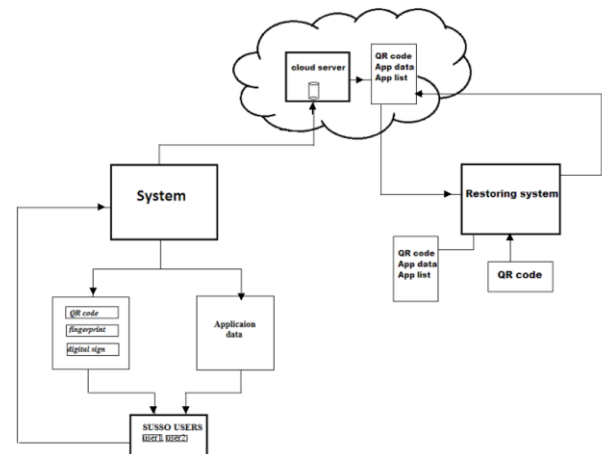 cloud server
QR code
App data
App list
System
Restoring system
QR code
App data
App list
QR code
QR code
fingerprint
digital sign
Applicaion
data
SUSSO USERS
user1, user2